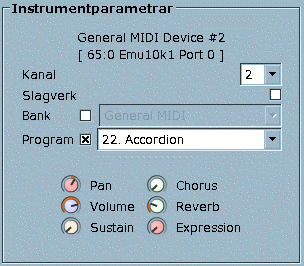 Instrumentparametrar
General MIDI Device #2
[ 65:0 Emu10k1 Port 0 ]
Kanal 2
Slagverk
Bank General MIDI
Program 22. Accordion
Pan Chorus
Volume Reverb
Sustain Expression